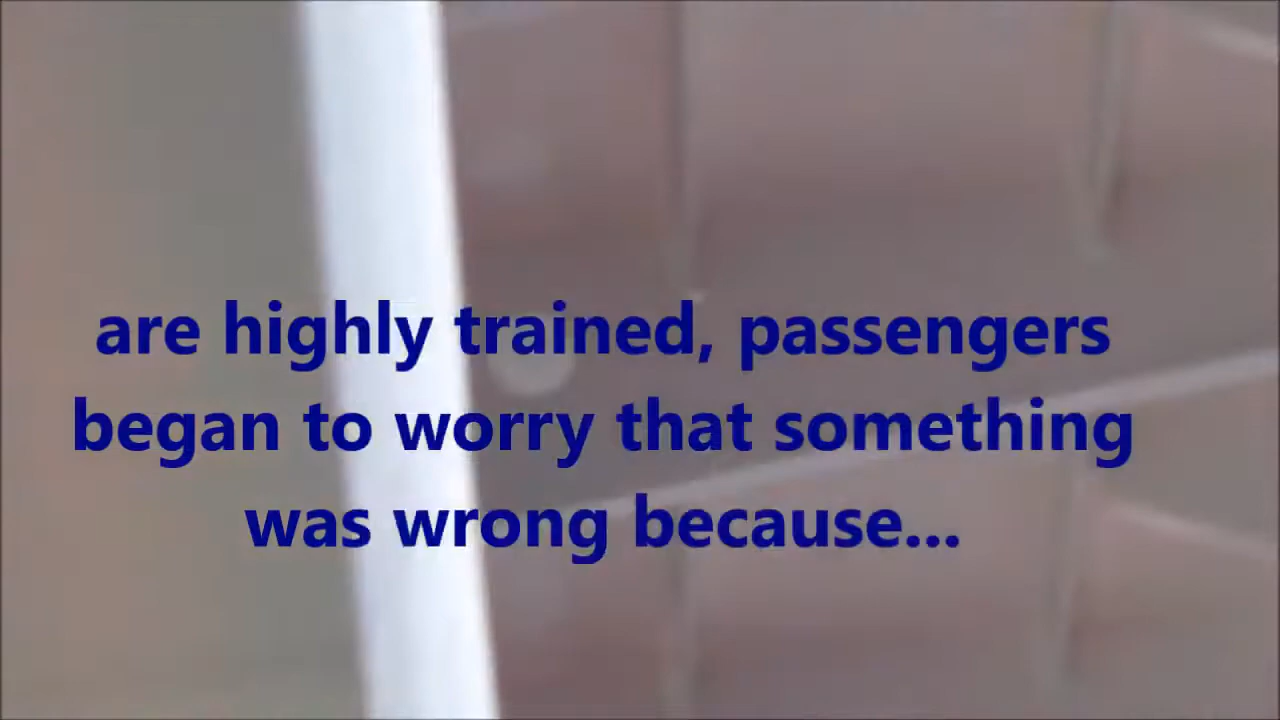 are highly trained, passengers
began to worry that something
was wrong because...